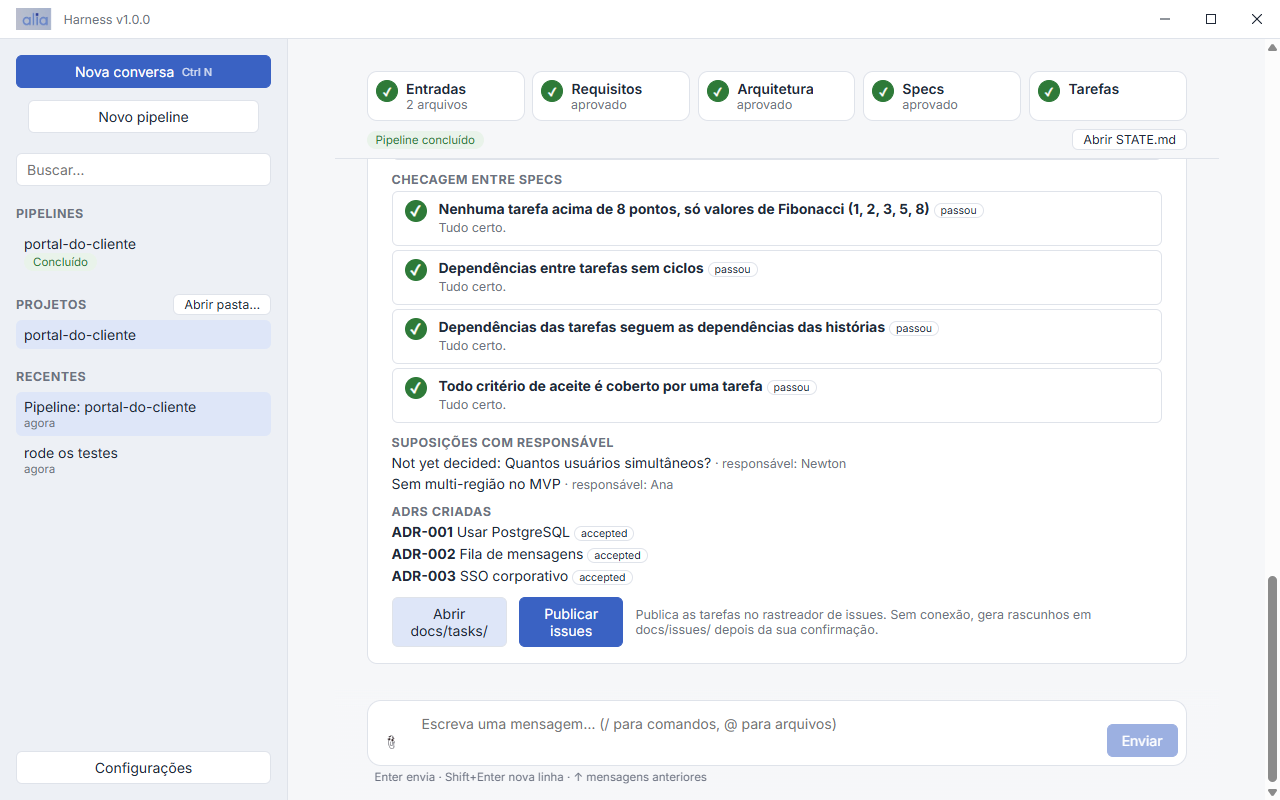 alia
Harness v1.0.0
Nova conversa Ctrl N
Novo pipeline
Buscar...
PIPELINES
portal-do-cliente
Concluído
PROJETOS
Abrir pasta...
portal-do-cliente
RECENTES
Pipeline: portal-do-cliente
agora
rode os testes
agora
Configurações
Entradas
2 arquivos
Requisitos
aprovado
Arquitetura
aprovado
Specs
aprovado
Tarefas
Pipeline concluído
Abrir STATE.md
CHECAGEM ENTRE SPECS
Nenhuma tarefa acima de 8 pontos, só valores de Fibonacci (1, 2, 3, 5, 8) passou
Tudo certo.
Dependências entre tarefas sem ciclos passou
Tudo certo.
Dependências das tarefas seguem as dependências das histórias passou
Tudo certo.
Todo critério de aceite é coberto por uma tarefa passou
Tudo certo.
SUPOSIÇÕES COM RESPONSÁVEL
Not yet decided: Quantos usuários simultâneos? · responsável: Newton
Sem multi-região no MVP · responsável: Ana
ADRS CRIADAS
ADR-001 Usar PostgreSQL accepted
ADR-002 Fila de mensagens accepted
ADR-003 SSO corporativo accepted
Abrir
docs/tasks/
Publicar
issues
Publica as tarefas no rastreador de issues. Sem conexão, gera rascunhos em
docs/issues/ depois da sua confirmação.
Escreva uma mensagem... (/ para comandos, @ para arquivos)
Enviar
Enter envia · Shift+Enter nova linha · ↑ mensagens anteriores